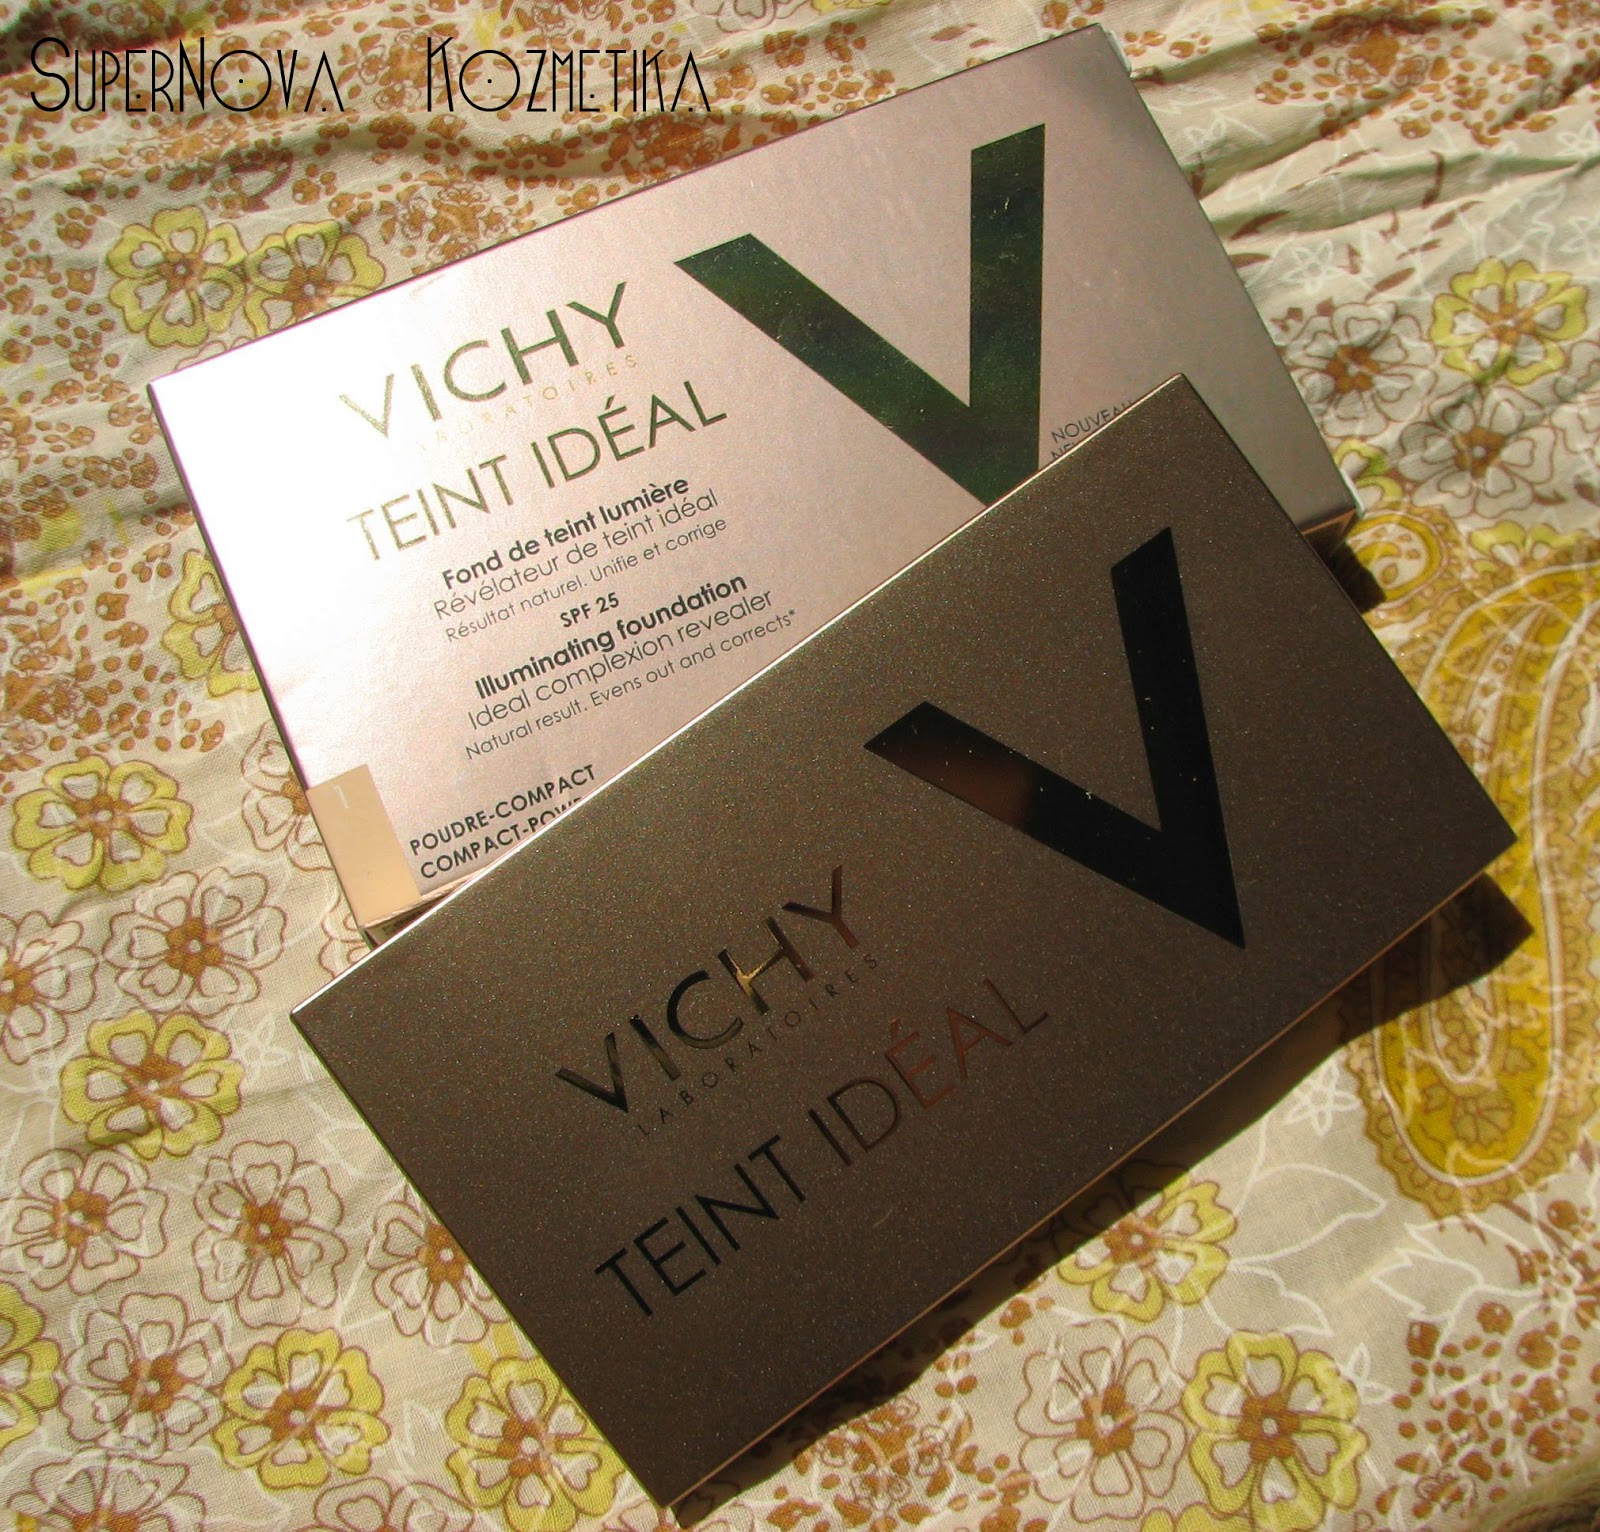 SUPERNOVA KOZMETIKA
VICHY
LABORATOIRES
TEINT IDÉAL
Fond de teint lumière
Révélateur de teint idéal
Résultat naturel. Unifie et corrige
SPF 25
Illuminating foundation
Ideal complexion revealer
Natural result. Evens out and corrects*
1
POUDRE-COMPACT
NOUVEAU
VICHY
LABORATOIRES
TEINT IDÉAL